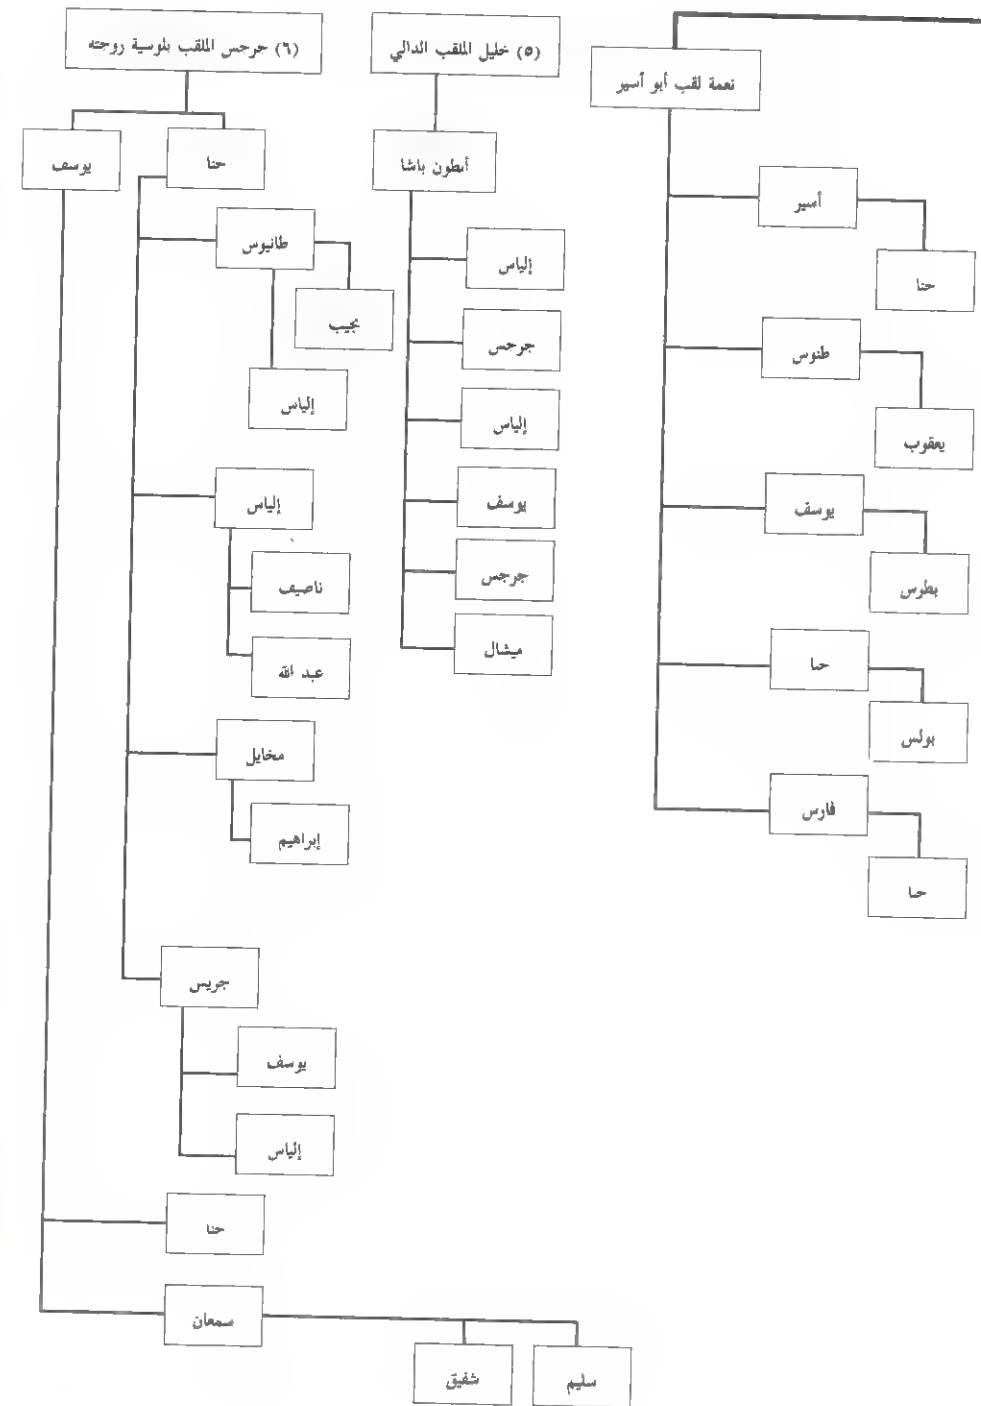 نعمة لقب أبو أسير
أسير
حنا
طنوس
يعقوب
يوسف
بطرس
حنا
بولس
فارس
حنا
(٥) خليل الملقب الدالي
أنطون باشا
إلياس
جرجس
إلياس
يوسف
جرجس
ميشال
(٦) جرجس الملقب بلوسية روجته
حنا
طانيوس
نجيب
إلياس
إلياس
ناصيف
عبد الله
مخايل
إبراهيم
جريس
يوسف
إلياس
يوسف
حنا
سمعان
سليم
شفيق